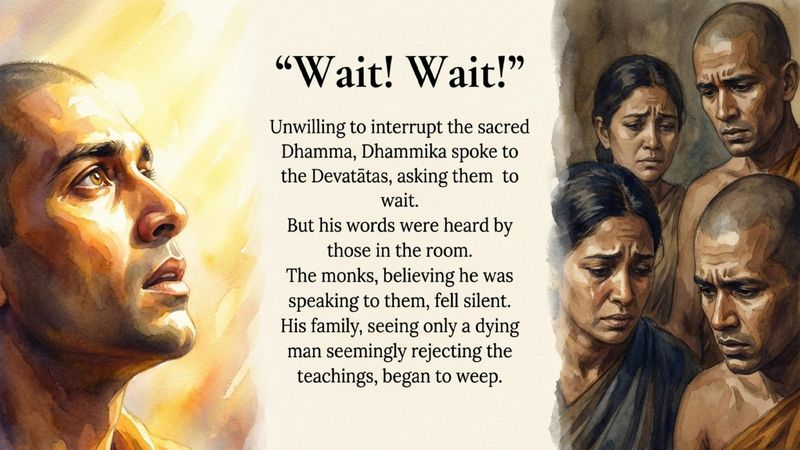 “Wait! Wait!”
Unwilling to interrupt the sacred
Dhamma, Dhammika spoke to
the Devatātas, asking them to
wait.
But his words were heard by
those in the room.
The monks, believing he was
speaking to them, fell silent.
His family, seeing only a dying
man seemingly rejecting the
teachings, began to weep.